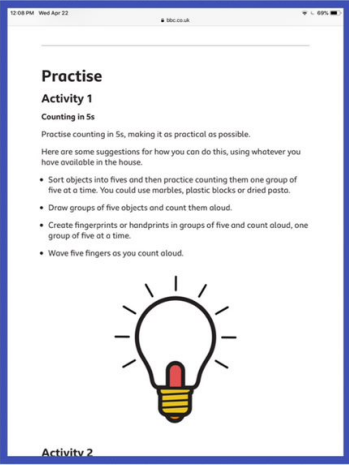 12:08 PM Wed Apr 22
69%
bbc.co.uk
Practise
Activity 1
Counting in 5s
Practise counting in 5s, making it as practical as possible.
Here are some suggestions for how you can do this, using whatever you
have available in the house.
• Sort objects into fives and then practice counting them one group of
five at a time. You could use marbles, plastic blocks or dried pasta.
• Draw groups of five objects and count them aloud.
• Create fingerprints or handprints in groups of five and count aloud, one
group of five at a time.
• Wave five fingers as you count aloud.
Activity 2